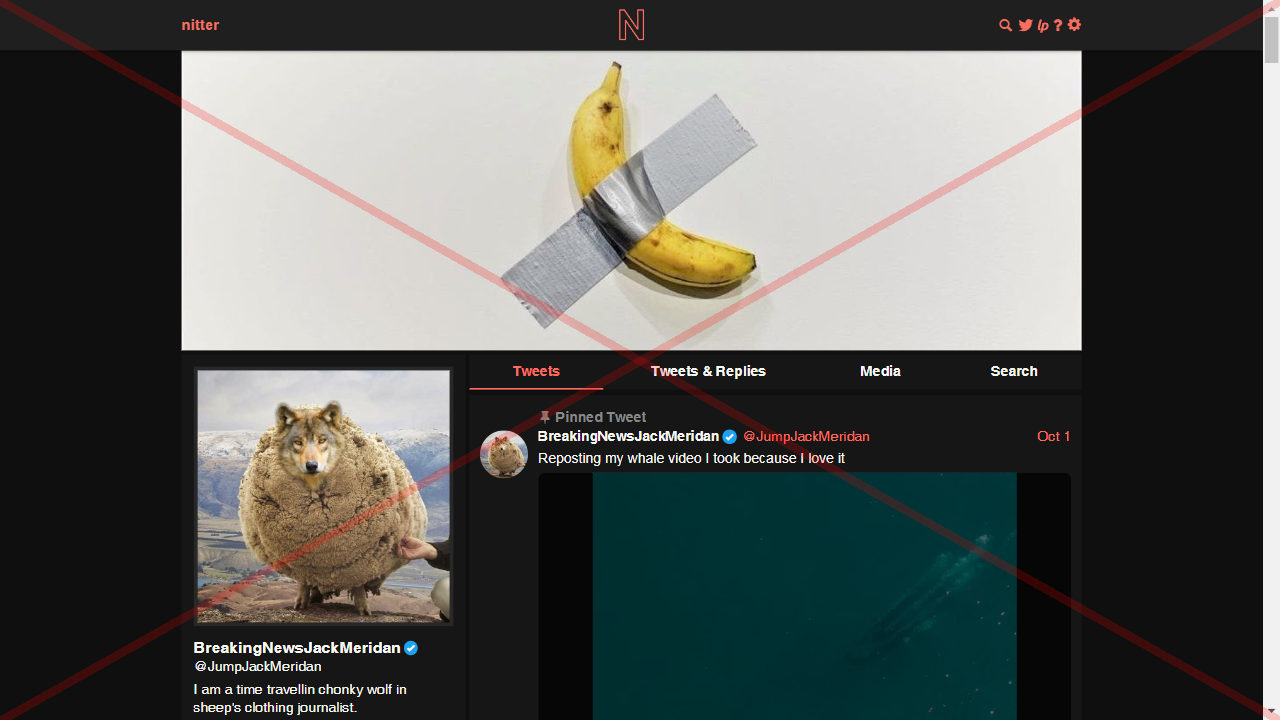 nitter
N
lp ?
Tweets
Tweets & Replies
Media
Search
Pinned Tweet
BreakingNewsJackMeridan @JumpJackMeridan Oct 1
Reposting my whale video I took because I love it
BreakingNewsJackMeridan
@JumpJackMeridan
I am a time travellin chonky wolf in
sheep's clothing journalist.